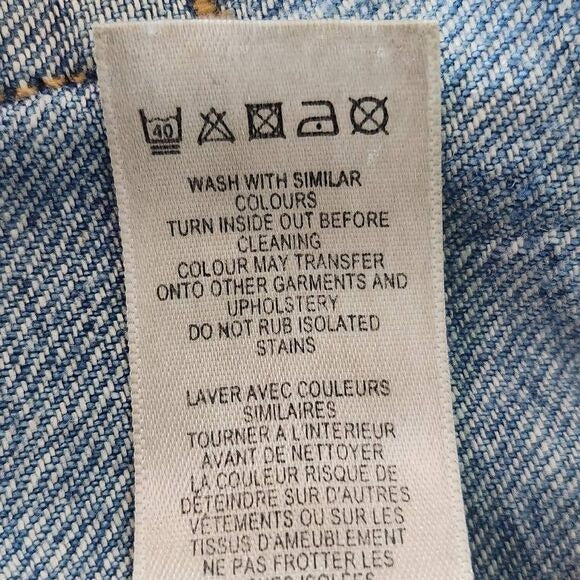 40
WASH WITH SIMILAR
COLOURS
TURN INSIDE OUT BEFORE
CLEANING
COLOUR MAY TRANSFER
ONTO OTHER GARMENTS AND
UPHOLSTERY
DO NOT RUB ISOLATED
STAINS
LAVER AVEC COULEURS
SIMILAIRES
TOURNER A L'INTERIEUR
AVANT DE NETTOYER
LA COULEUR RISQUE DE
DÉTEINDRE SUR D'AUTRES
VÊTEMENTS OU SUR LES
TISSUS D'AMEUBLEMENT
NE PAS FROTTER LES